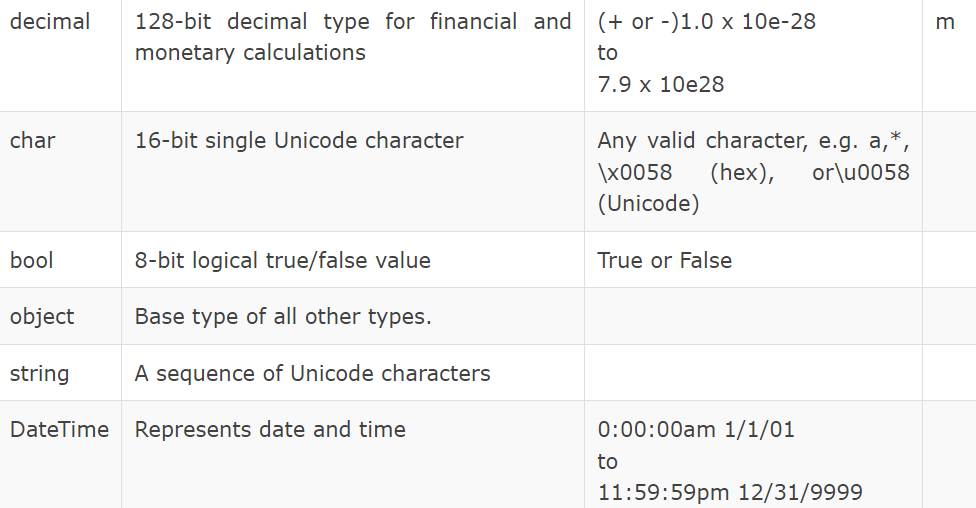 decimal
128-bit decimal type for financial and
monetary calculations
(+ or -)1.0 x 10e-28
to
7.9 x 10e28
m
char
16-bit single Unicode character
Any valid character, e.g. a,*,
\x0058 (hex), or\u0058
(Unicode)
bool
8-bit logical true/false value
True or False
object
Base type of all other types.
string
A sequence of Unicode characters
DateTime
Represents date and time
0:00:00am 1/1/01
to
11:59:59pm 12/31/9999